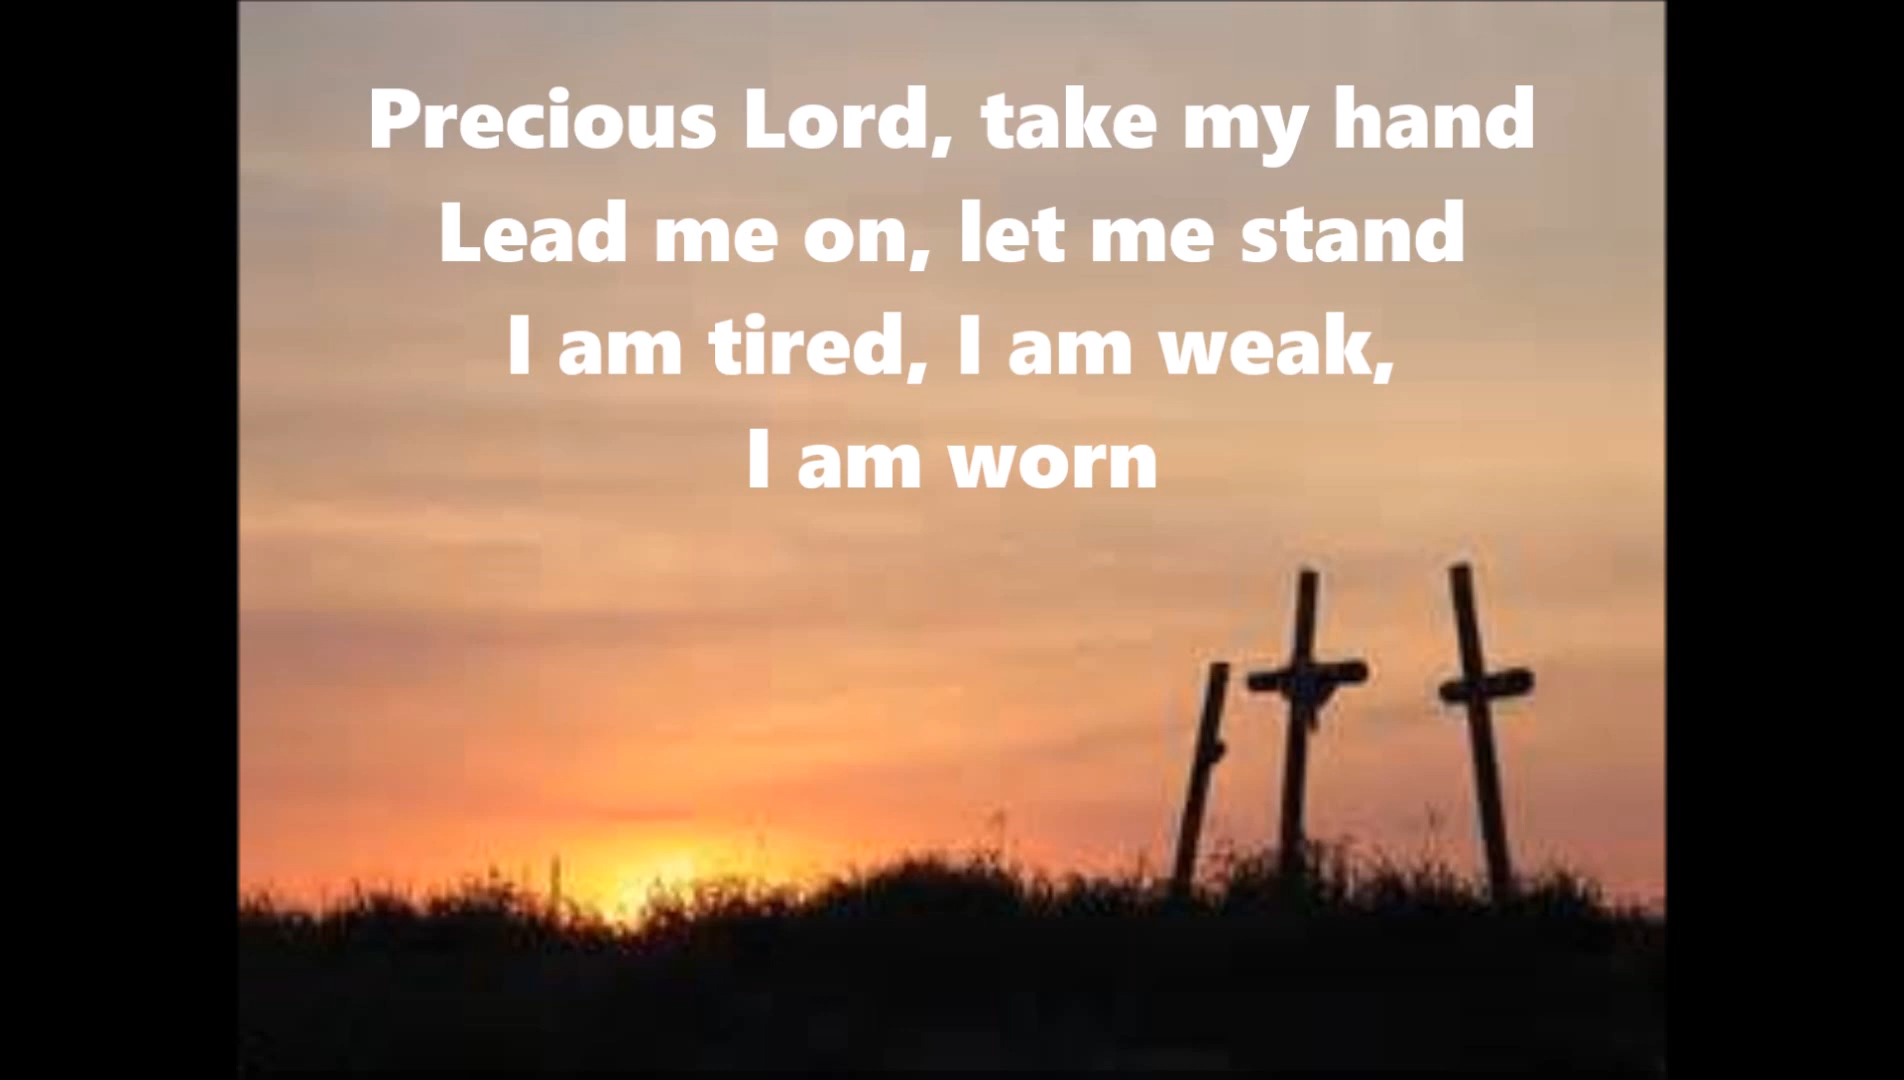 Precious Lord, take my hand
Lead me on, let me stand
I am tired, I am weak,
I am worn